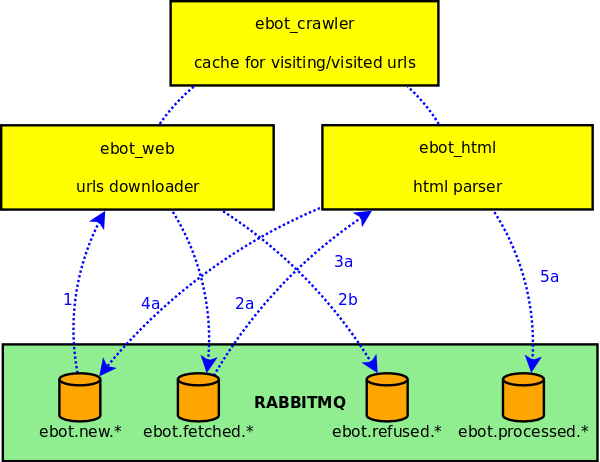 ebot_crawler
cache for visiting/visited urls
ebot_web
urls downloader
ebot_html
html parser
3a
5a
1
4a
2a
2b
RABBITMQ
ebot.new.*
ebot.fetched.*
ebot.refused.*
ebot.processed.*